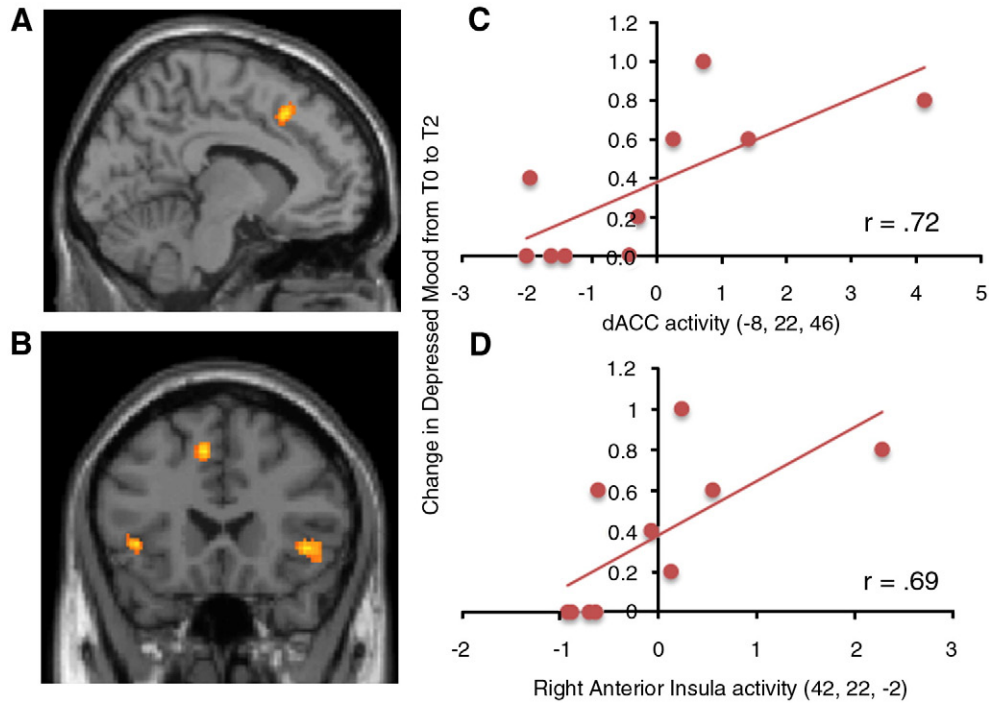 A
B
Change in Depressed Mood from T0 to T2
C
1.2
1.0
0.8
0.6
0.4
0.2
0.0
r = .72
-3 -2 -1 0 1 2 3 4 5
dACC activity (-8, 22, 46)
D
1.2
1
0.8
0.6
0.4
0.2
0
r = .69
-2 -1 0 1 2 3
Right Anterior Insula activity (42, 22, -2)